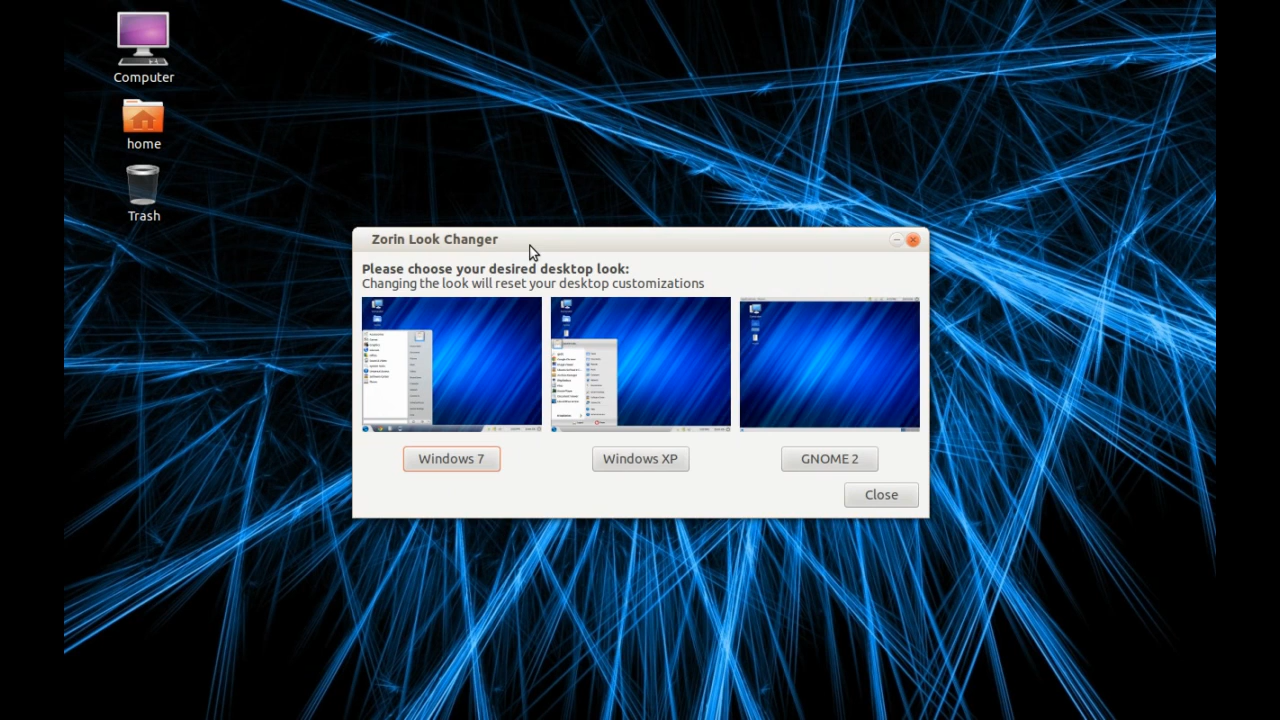 Computer
home
Trash
Zorin Look Changer
Please choose your desired desktop look:
Changing the look will reset your desktop customizations
Windows 7
Windows XP
GNOME 2
Close